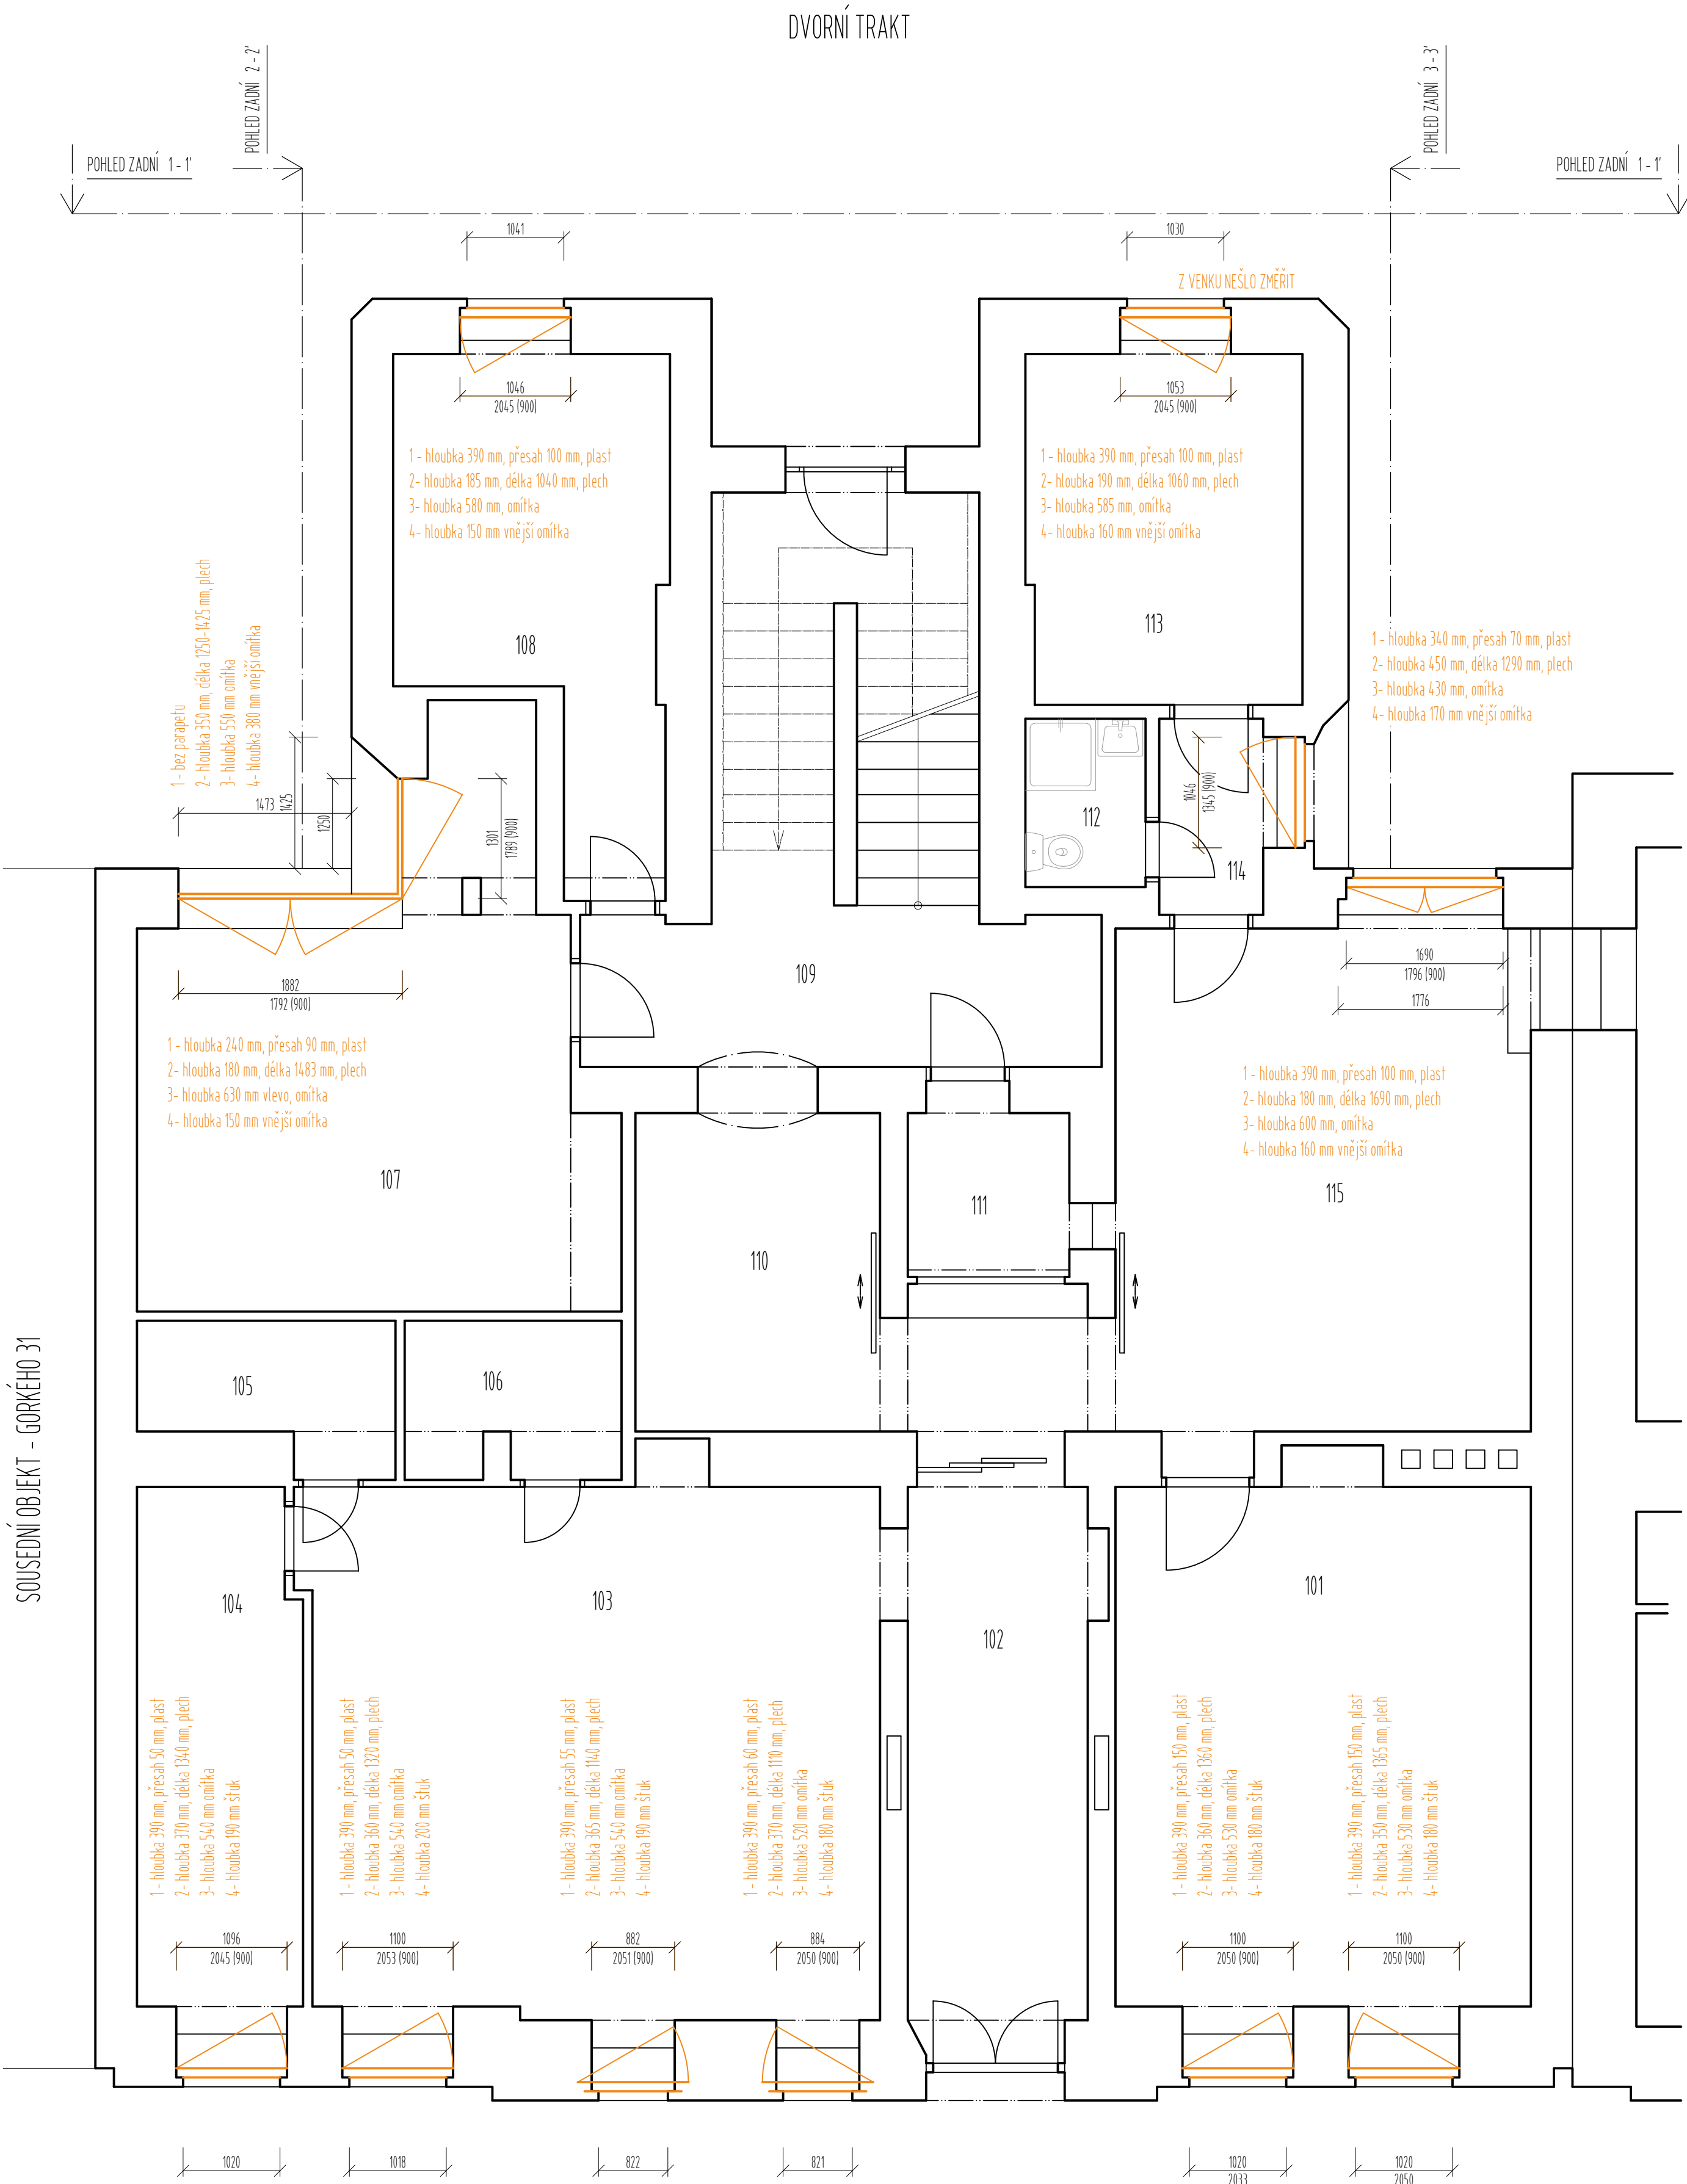 DVORNÍ TRAKT
POHLED ZADNÍ 2 - 2'
POHLED ZADNÍ 3 - 3'
POHLED ZADNÍ 1 - 1'
POHLED ZADNÍ 1 - 1'
1041
1030
Z VENKU NEŠLO ZMĚŘIT
1046
2045 (900)
1053
2045 (900)
1 - hloubka 390 mm, přesah 100 mm, plast
2- hloubka 185 mm, délka 1040 mm, plech
3- hloubka 580 mm, omítka
4- hloubka 150 mm vnější omítka
1 - hloubka 390 mm, přesah 100 mm, plast
2- hloubka 190 mm, délka 1060 mm, plech
3- hloubka 585 mm, omítka
4- hloubka 160 mm vnější omítka
1 - bez parapetu
2- hloubka 350 mm, délka 1250-1425 mm, plech
3- hloubka 550 mm omítka
4- hloubka 380 mm vnější omítka
108
113
1 - hloubka 340 mm, přesah 70 mm, plast
2- hloubka 450 mm, délka 1290 mm, plech
3- hloubka 430 mm, omítka
4- hloubka 170 mm vnější omítka
1473
1425
1250
1301
1789 (900)
1046
1345 (900)
112
114
109
1882
1792 (900)
1690
1796 (900)
1776
1 - hloubka 240 mm, přesah 90 mm, plast
2- hloubka 180 mm, délka 1483 mm, plech
3- hloubka 630 mm vlevo, omítka
4- hloubka 150 mm vnější omítka
1 - hloubka 390 mm, přesah 100 mm, plast
2- hloubka 180 mm, délka 1690 mm, plech
3- hloubka 600 mm, omítka
4- hloubka 160 mm vnější omítka
107
111
115
110
SOUSEDNÍ OBJEKT - GORKÉHO 31
105
106
104
103
102
101
1 - hloubka 390 mm, přesah 50 mm, plast
2- hloubka 370 mm, délka 1340 mm, plech
3- hloubka 540 mm omítka
4- hloubka 190 mm štuk
1 - hloubka 390 mm, přesah 50 mm, plast
2- hloubka 360 mm, délka 1320 mm, plech
3- hloubka 540 mm omítka
4- hloubka 200 mm štuk
1 - hloubka 390 mm, přesah 55 mm, plast
2- hloubka 365 mm, délka 1140 mm, plech
3- hloubka 540 mm omítka
4- hloubka 190 mm štuk
1 - hloubka 390 mm, přesah 60 mm, plast
2- hloubka 370 mm, délka 1110 mm, plech
3- hloubka 520 mm omítka
4- hloubka 180 mm štuk
1 - hloubka 390 mm, přesah 150 mm, plast
2- hloubka 360 mm, délka 1360 mm, plech
3- hloubka 530 mm omítka
4- hloubka 180 mm štuk
1 - hloubka 390 mm, přesah 150 mm, plast
2- hloubka 350 mm, délka 1365 mm, plech
3- hloubka 530 mm omítka
4- hloubka 180 mm štuk
1096
2045 (900)
1100
2053 (900)
882
2051 (900)
884
2050 (900)
1100
2050 (900)
1100
2050 (900)
1020
1018
822
821
1020
2033
1020
2050